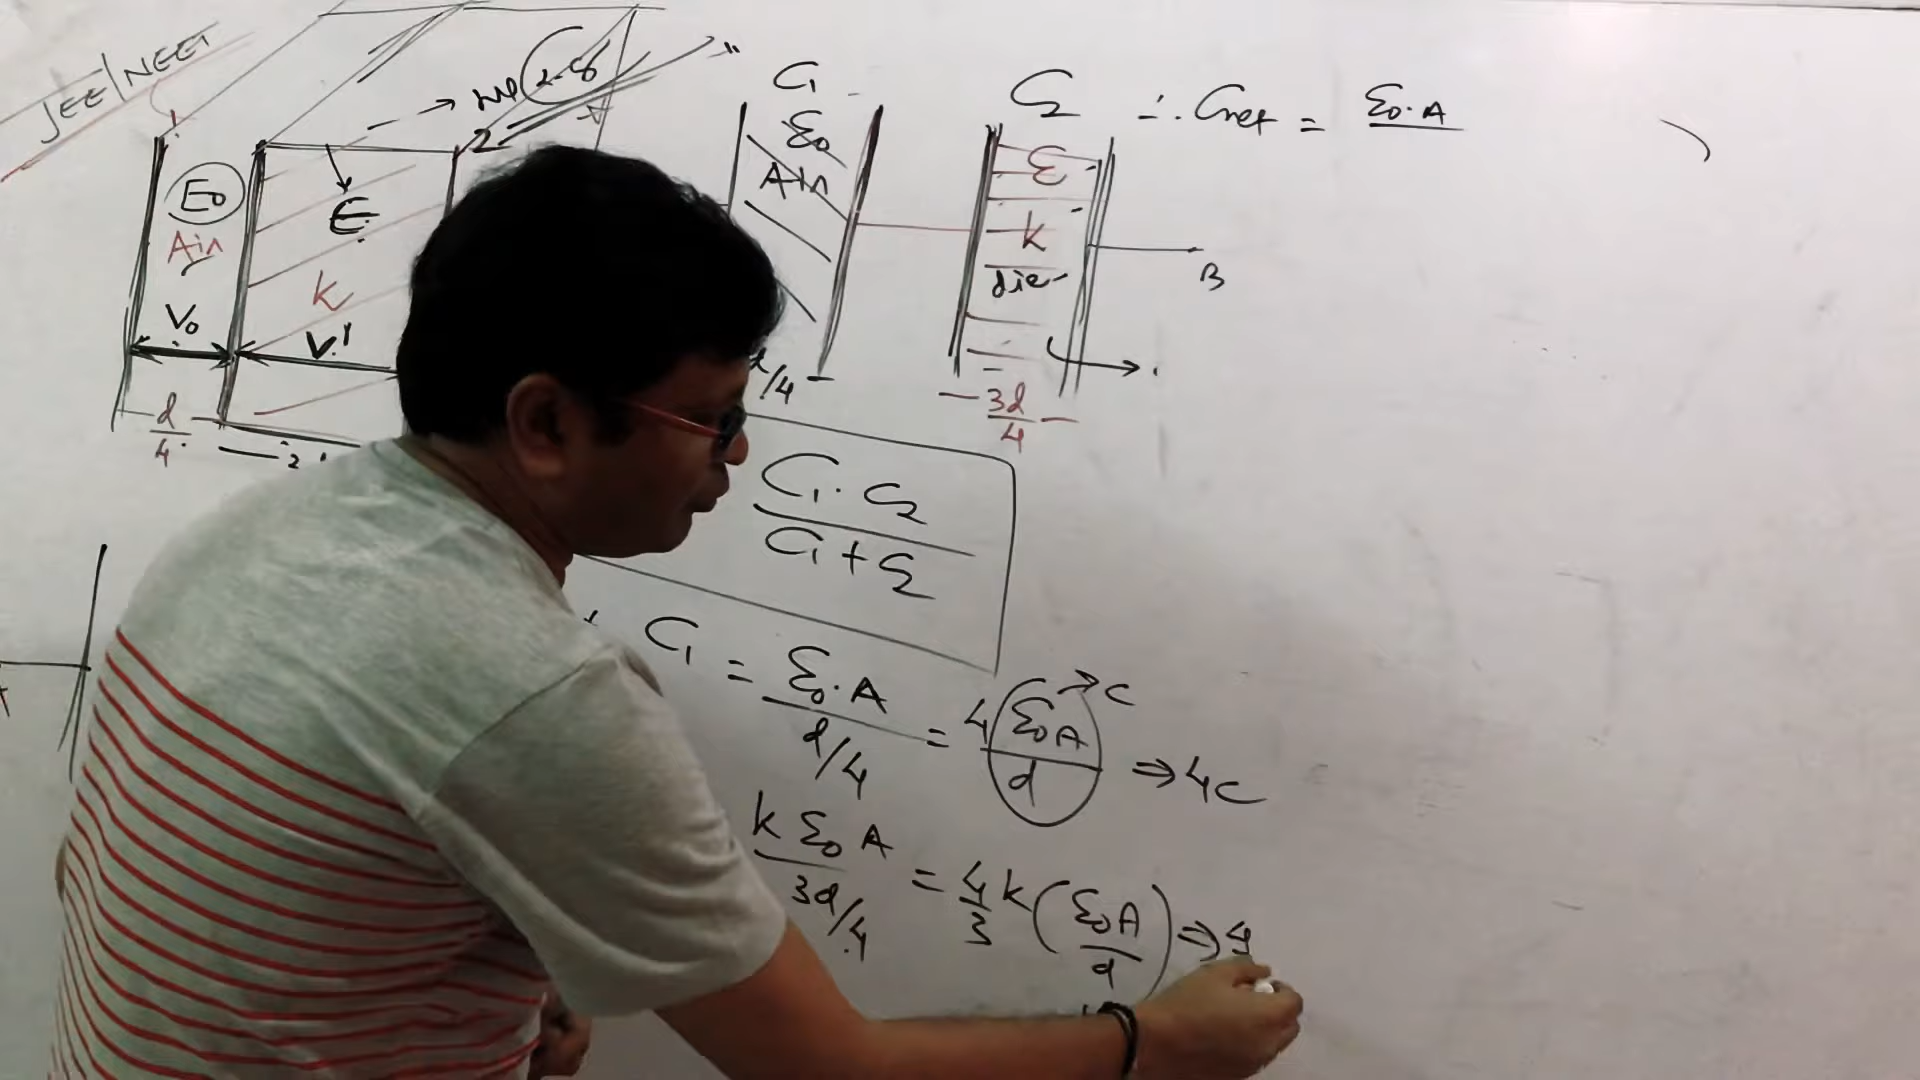 JEE/NEET
E₀
Air
V₀
d/4
E
k
V'
2
C₁
ε₀
Air
d/4
C₂
ε
k
die-
3d/4
B
∴ Cnet = ε₀·A
C₁·C₂ / C₁+C₂
C₁ = ε₀·A / d/4 = 4 ε₀A/d → C ⇒ 4C
kε₀A / 3d/4 = 4/3 k(ε₀A/d) ⇒ 4